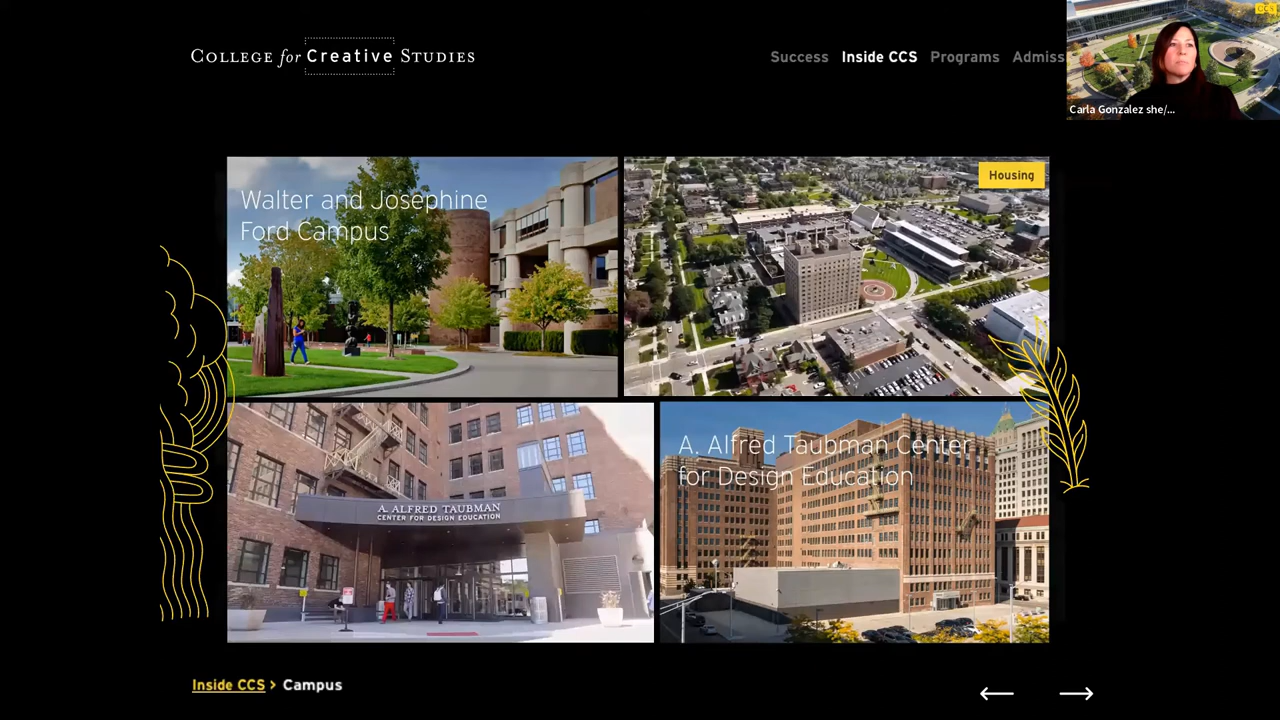 COLLEGE for Creative STUDIES
Success Inside CCS Programs Admiss
CCS
Carla Gonzalez she/...
Walter and Josephine
Ford Campus
Housing
A. ALFRED TAUBMAN
CENTER FOR DESIGN EDUCATION
A. Alfred Taubman Center
for Design Education
Inside CCS > Campus